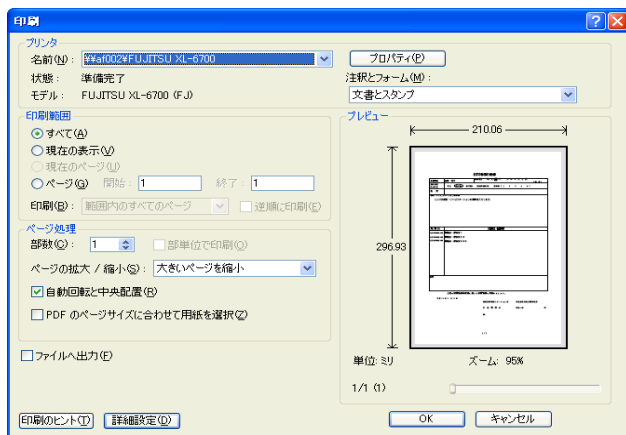 印刷
プリンタ
名前(N): ¥¥af002¥FUJITSU XL-6700
プロパティ(P)
状態: 準備完了
注釈とフォーム(M):
モデル: FUJITSU XL-6700 (FJ)
文書とスタンプ
印刷範囲
すべて(A)
現在の表示(V)
現在のページ(U)
ページ(G) 開始: 1 終了: 1
印刷(B): 範囲内のすべてのページ 逆順に印刷(E)
ページ処理
部数(C): 1 部単位で印刷(O)
ページの拡大 / 縮小(S): 大きいページを縮小
自動回転と中央配置(R)
PDF のページサイズに合わせて用紙を選択(Z)
ファイルへ出力(F)
印刷のヒント(T) 詳細設定(D)
プレビュー
210.06
296.93
単位: ミリ ズーム: 95%
1/1 (1)
OK キャンセル